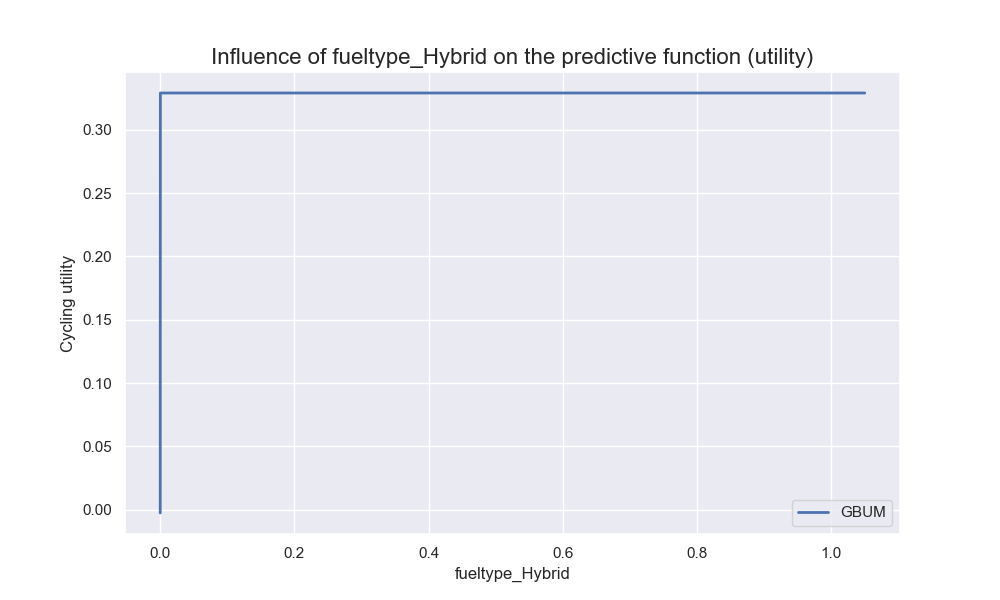 Influence of fueltype_Hybrid on the predictive function (utility)
0.30
0.25
0.20
0.15
0.10
0.05
0.00
Cycling utility
GBUM
0.0 0.2 0.4 0.6 0.8 1.0
fueltype_Hybrid